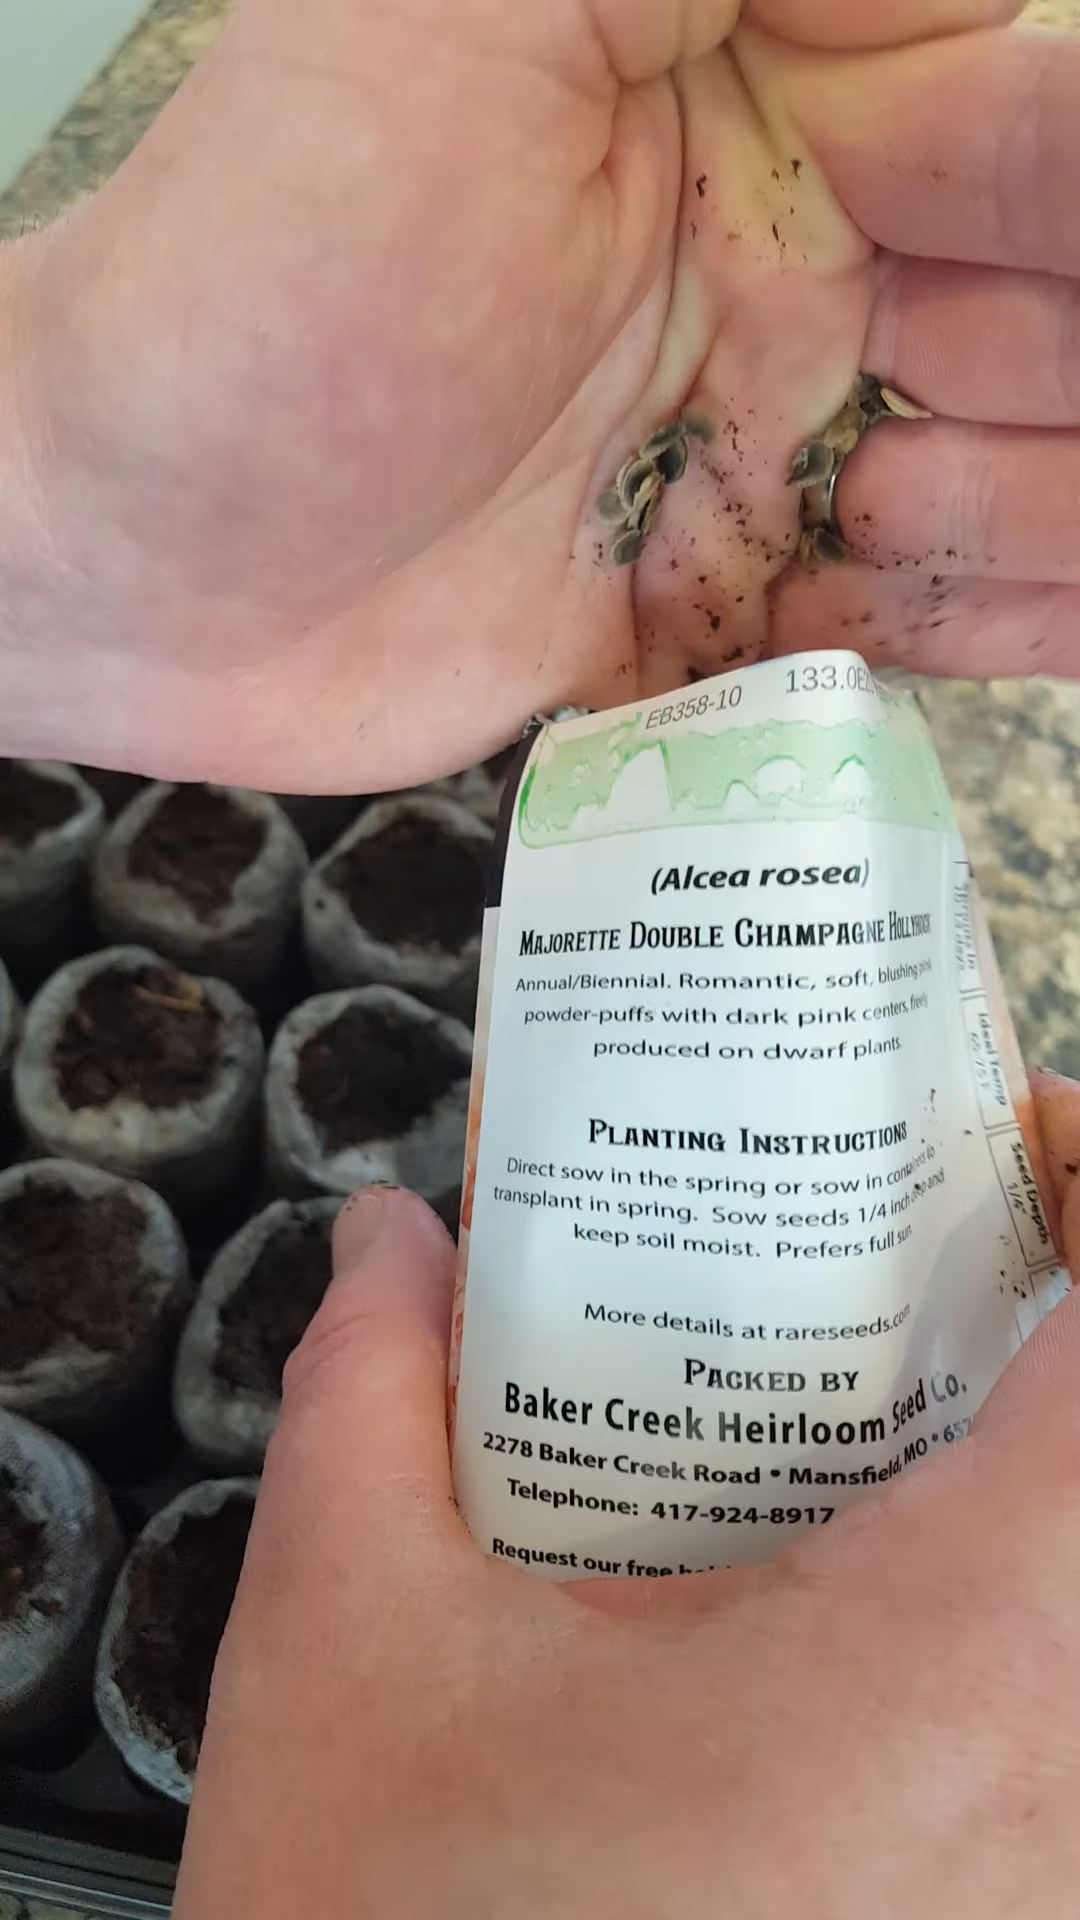 EB358-10
(Alcea rosea)
MAJORETTE DOUBLE CHAMPAGNE HOLLYHOCK
Annual/Biennial. Romantic, soft, blushing pink
powder-puffs with dark pink centers, freely
produced on dwarf plants.
PLANTING INSTRUCTIONS
Direct sow in the spring or sow in containers to
transplant in spring. Sow seeds 1/4 inch deep and
keep soil moist. Prefers full sun.
More details at rareseeds.com
PACKED BY
Baker Creek Heirloom Seed Co.
2278 Baker Creek Road • Mansfield, MO •
Telephone: 417-924-8917
Request our free
Ideal Temp
Seed Depth
1/4"